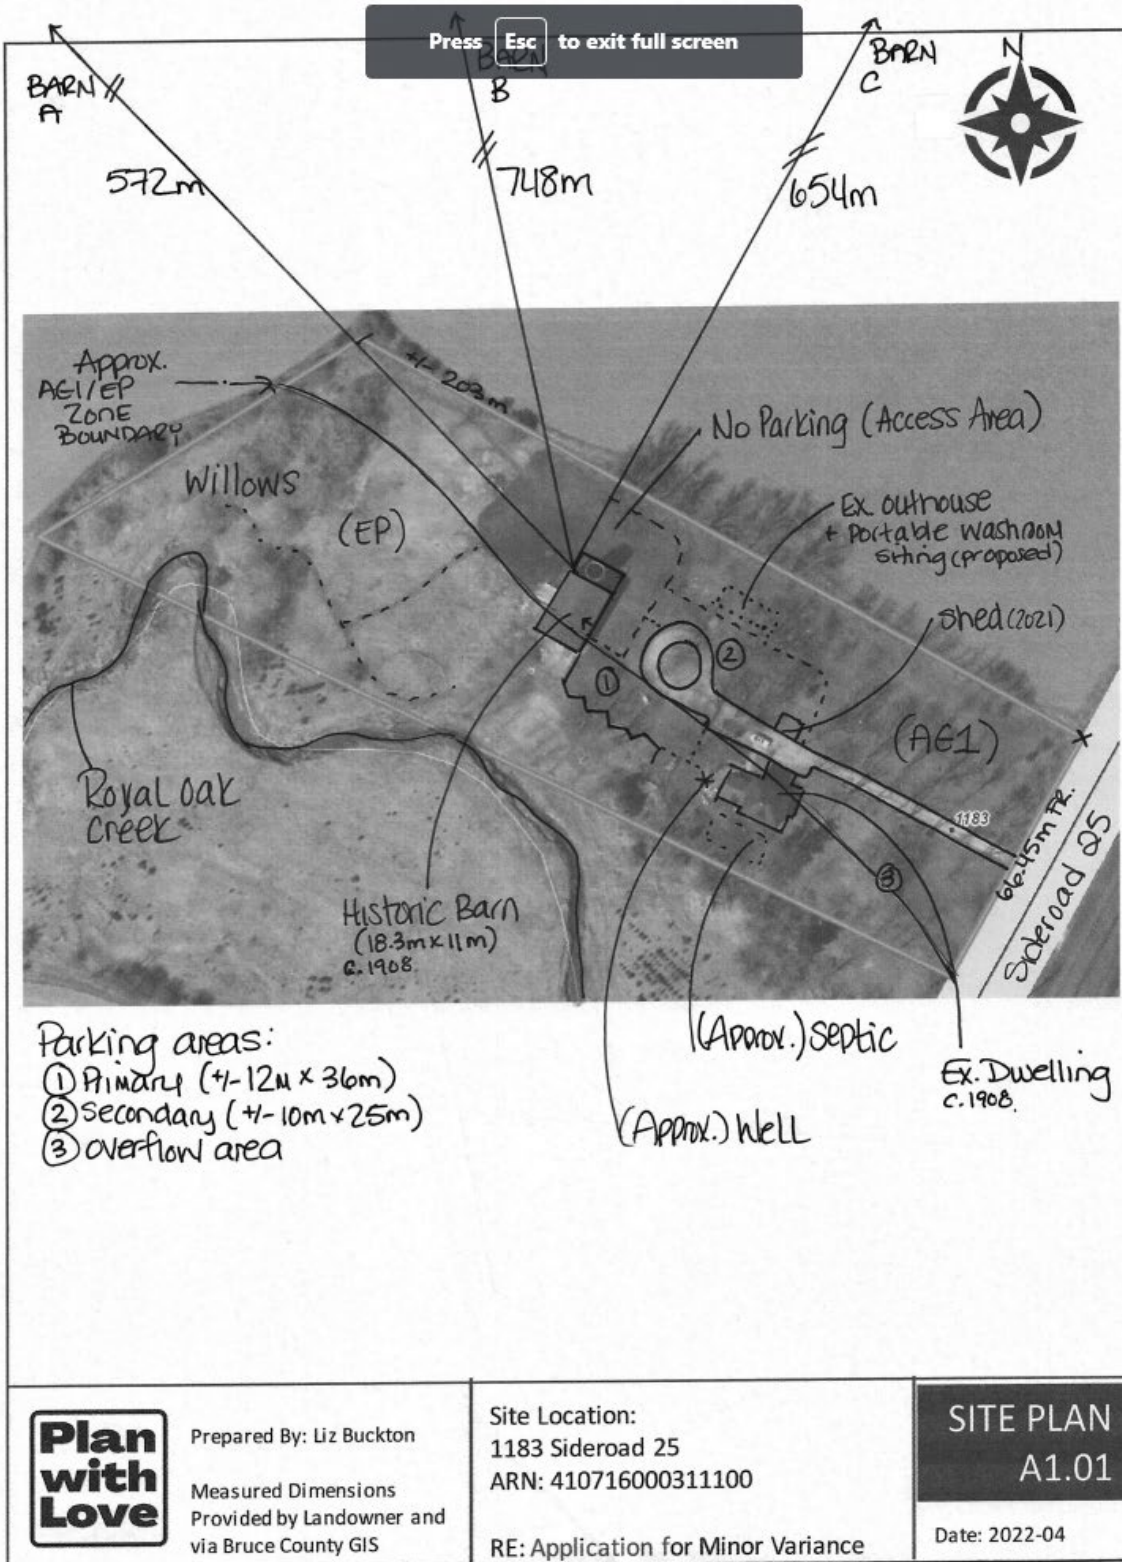 Press Esc to exit full screen
BARN
A
BARN
B
BARN
C
N
572m
748m
654m
Approx.
AG1/EP
ZONE
BOUNDARY
+/- 203m
No Parking (Access Area)
Willows
(EP)
Ex. outhouse
+ Portable washroom
siting (proposed)
shed (2021)
1
2
(AG1)
Royal Oak
Creek
1183
66.45m FR.
Sideroad 25
3
Historic Barn
(18.3m x 11m)
c. 1908.
Parking areas:
1 Primary (+/- 12m x 36m)
2 Secondary (+/- 10m x 25m)
3 overflow area
(Approx.) Septic
(Approx.) Well
Ex. Dwelling
c. 1908.
Plan
with
Love
Prepared By: Liz Buckton
Measured Dimensions
Provided by Landowner and
via Bruce County GIS
Site Location:
1183 Sideroad 25
ARN: 410716000311100
RE: Application for Minor Variance
SITE PLAN
A1.01
Date: 2022-04